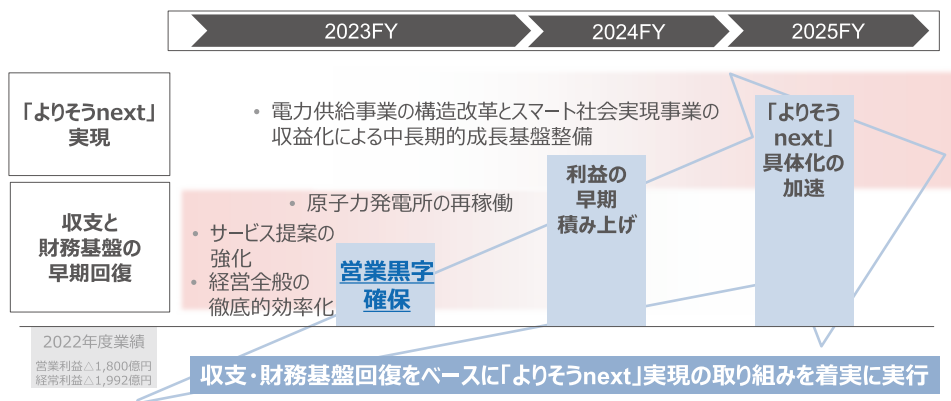 2023FY
2024FY
2025FY
「よりそうnext」
実現
• 電力供給事業の構造改革とスマート社会実現事業の
収益化による中長期的成長基盤整備
「よりそう
next」
具体化の
加速
収支と
財務基盤の
早期回復
• 原子力発電所の再稼働
• サービス提案の
強化
• 経営全般の
徹底的効率化
営業黒字
確保
利益の
早期
積み上げ
2022年度業績
営業利益△1,800億円
経常利益△1,992億円
収支・財務基盤回復をベースに「よりそうnext」実現の取り組みを着実に実行